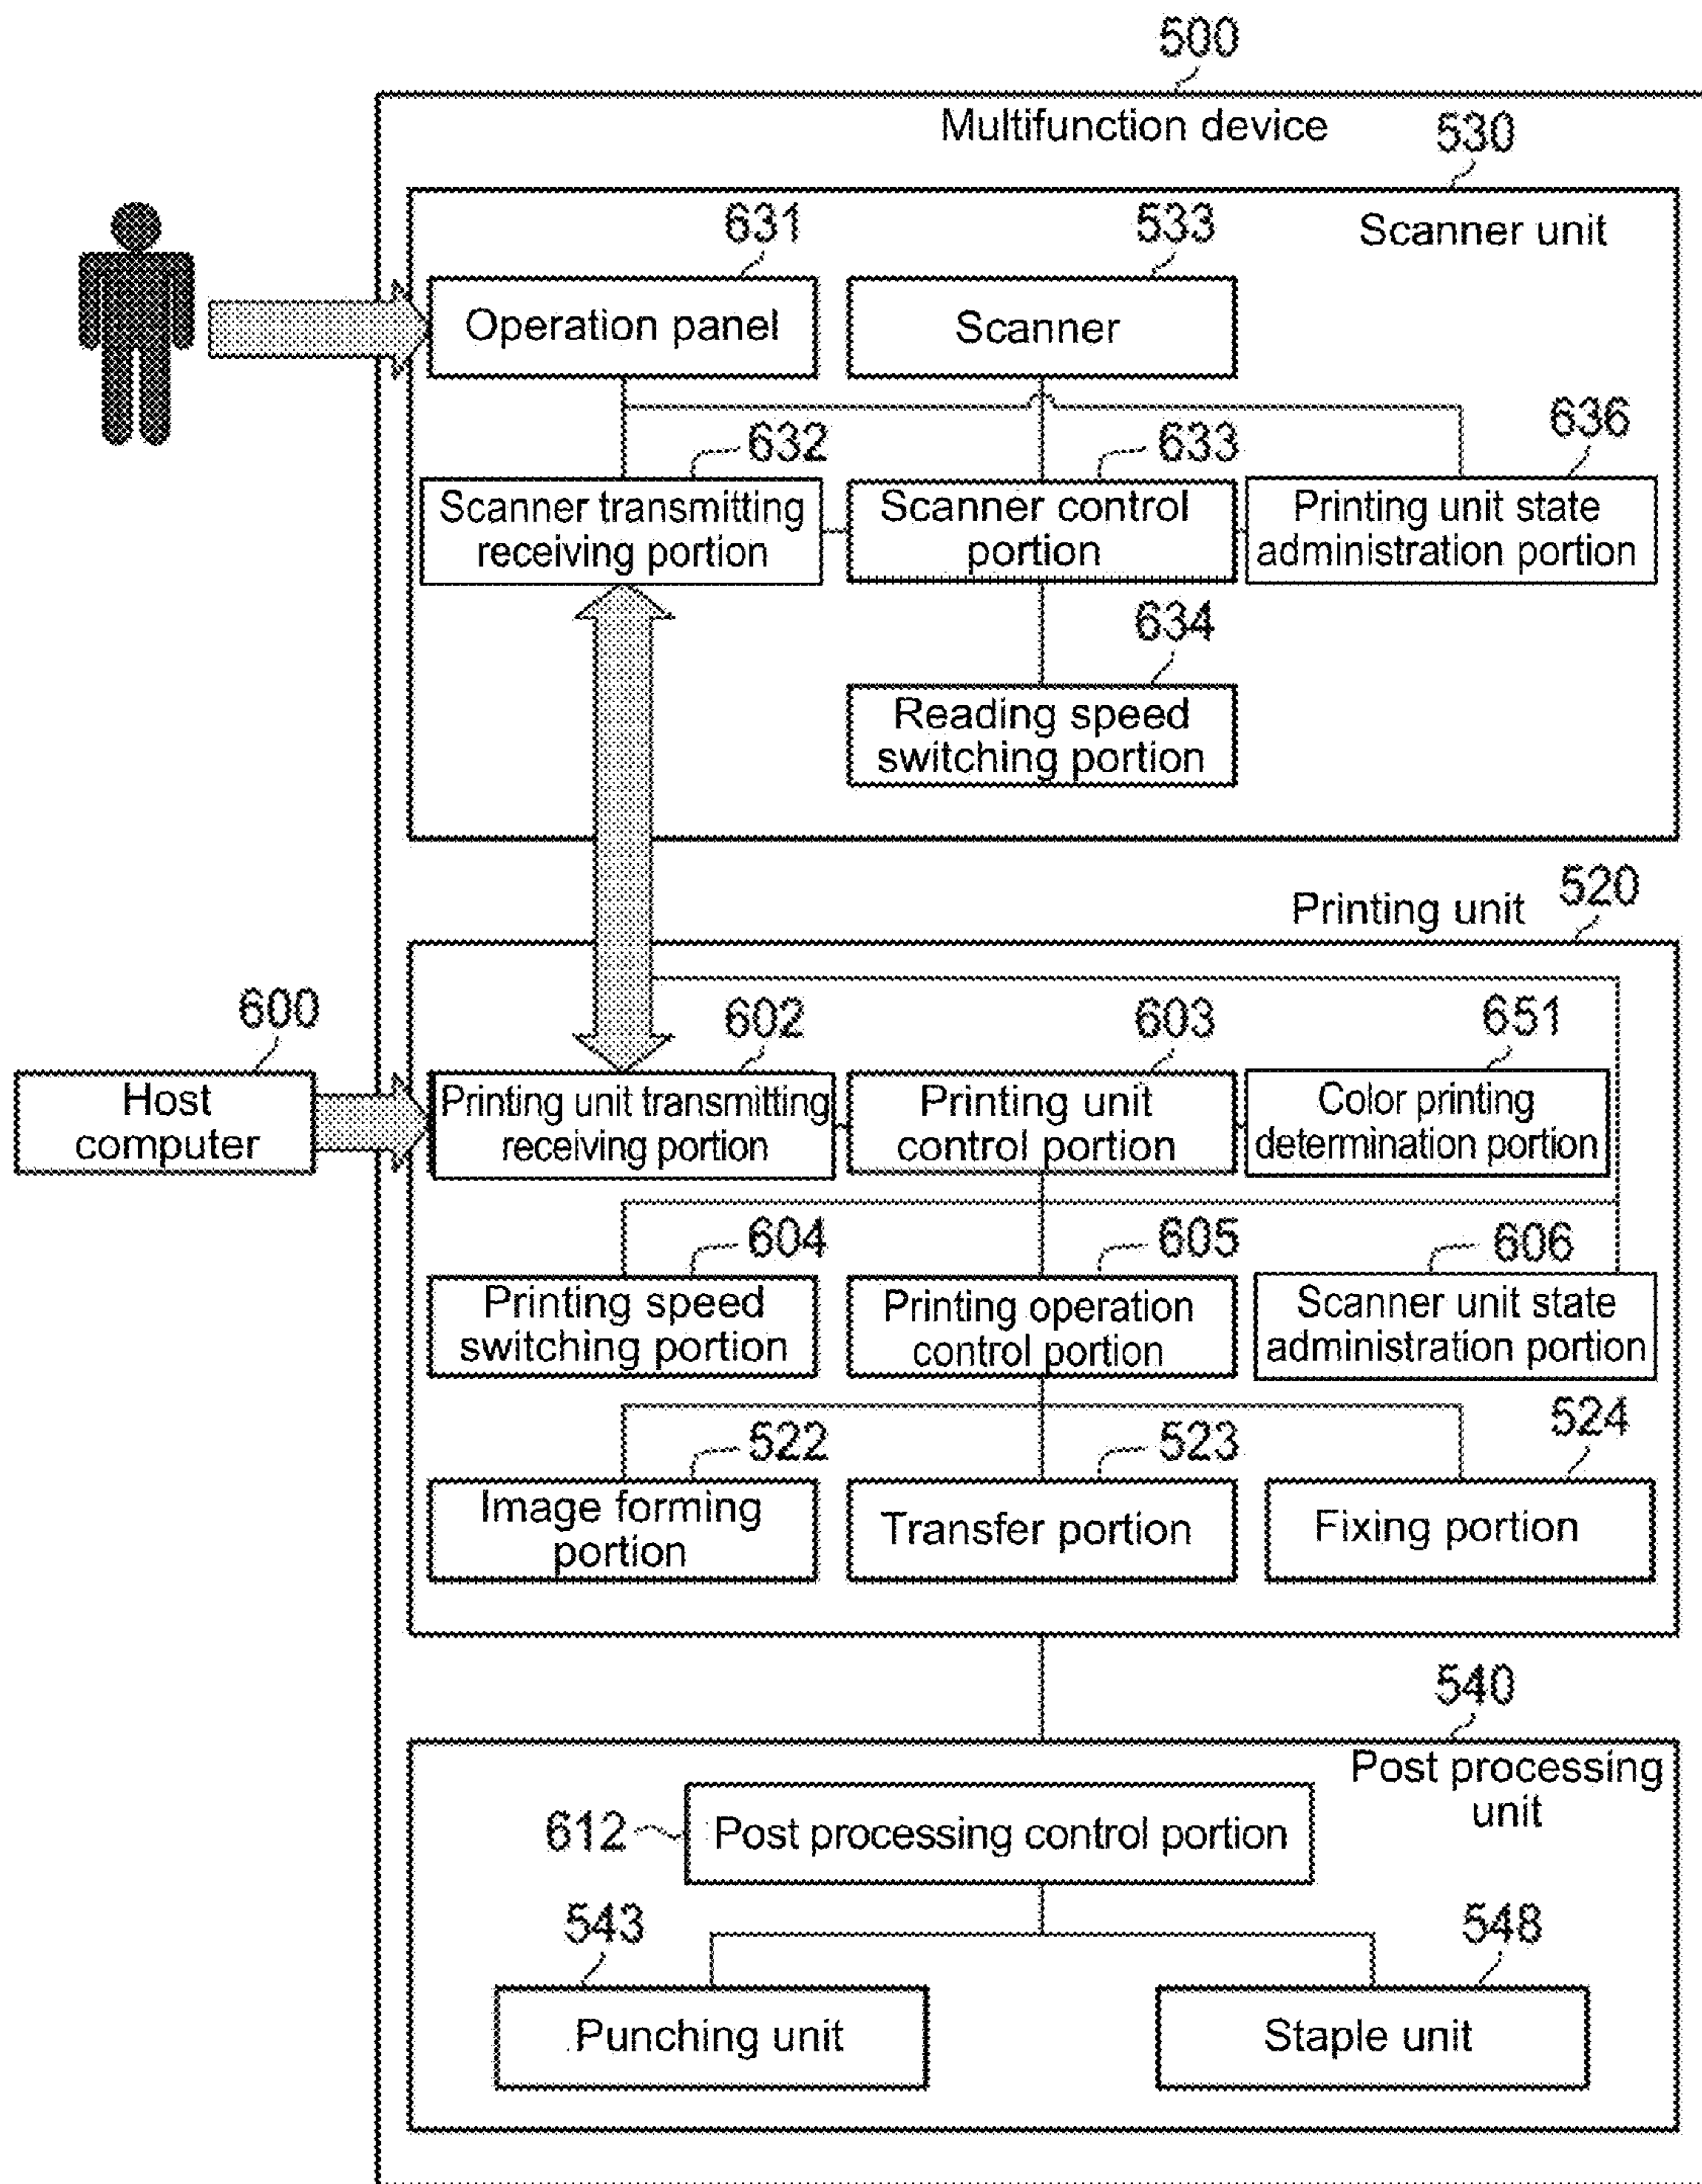 500
Multifunction device
530
Scanner unit
631
533
Operation panel
Scanner
632
633
636
Scanner transmitting
receiving portion
Scanner control
portion
Printing unit state
administration portion
634
Reading speed
switching portion
Printing unit
520
600
602
603
651
Host
computer
Printing unit transmitting
receiving portion
Printing unit
control portion
Color printing
determination portion
604
605
606
Printing speed
switching portion
Printing operation
control portion
Scanner unit state
administration portion
522
523
524
Image forming
portion
Transfer portion
Fixing portion
540
Post processing
unit
612
Post processing control portion
543
548
Punching unit
Staple unit